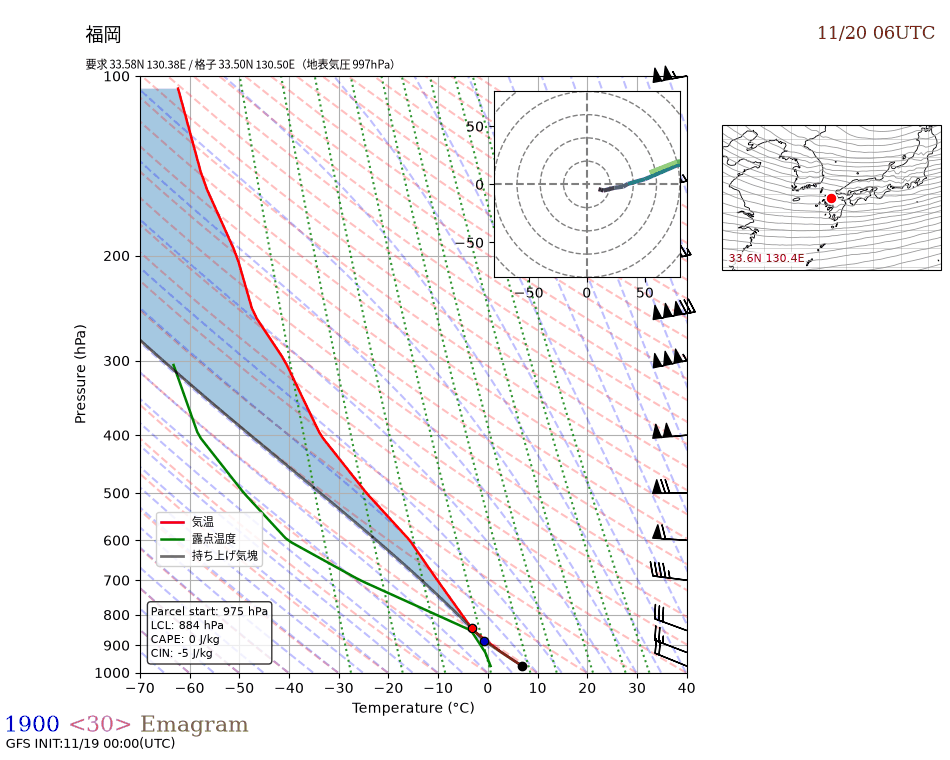 福岡
11/20 06UTC
要求 33.58N 130.38E / 格子 33.50N 130.50E（地表気圧 997hPa）
100
200
300
400
500
600
700
800
900
1000
Pressure (hPa)
50
0
−50
−50 0 50
33.6N 130.4E
気温
露点温度
持ち上げ気塊
Parcel start: 975 hPa
LCL: 884 hPa
CAPE: 0 J/kg
CIN: -5 J/kg
−70 −60 −50 −40 −30 −20 −10 0 10 20 30 40
Temperature (°C)
1900 <30> Emagram
GFS INIT:11/19 00:00(UTC)